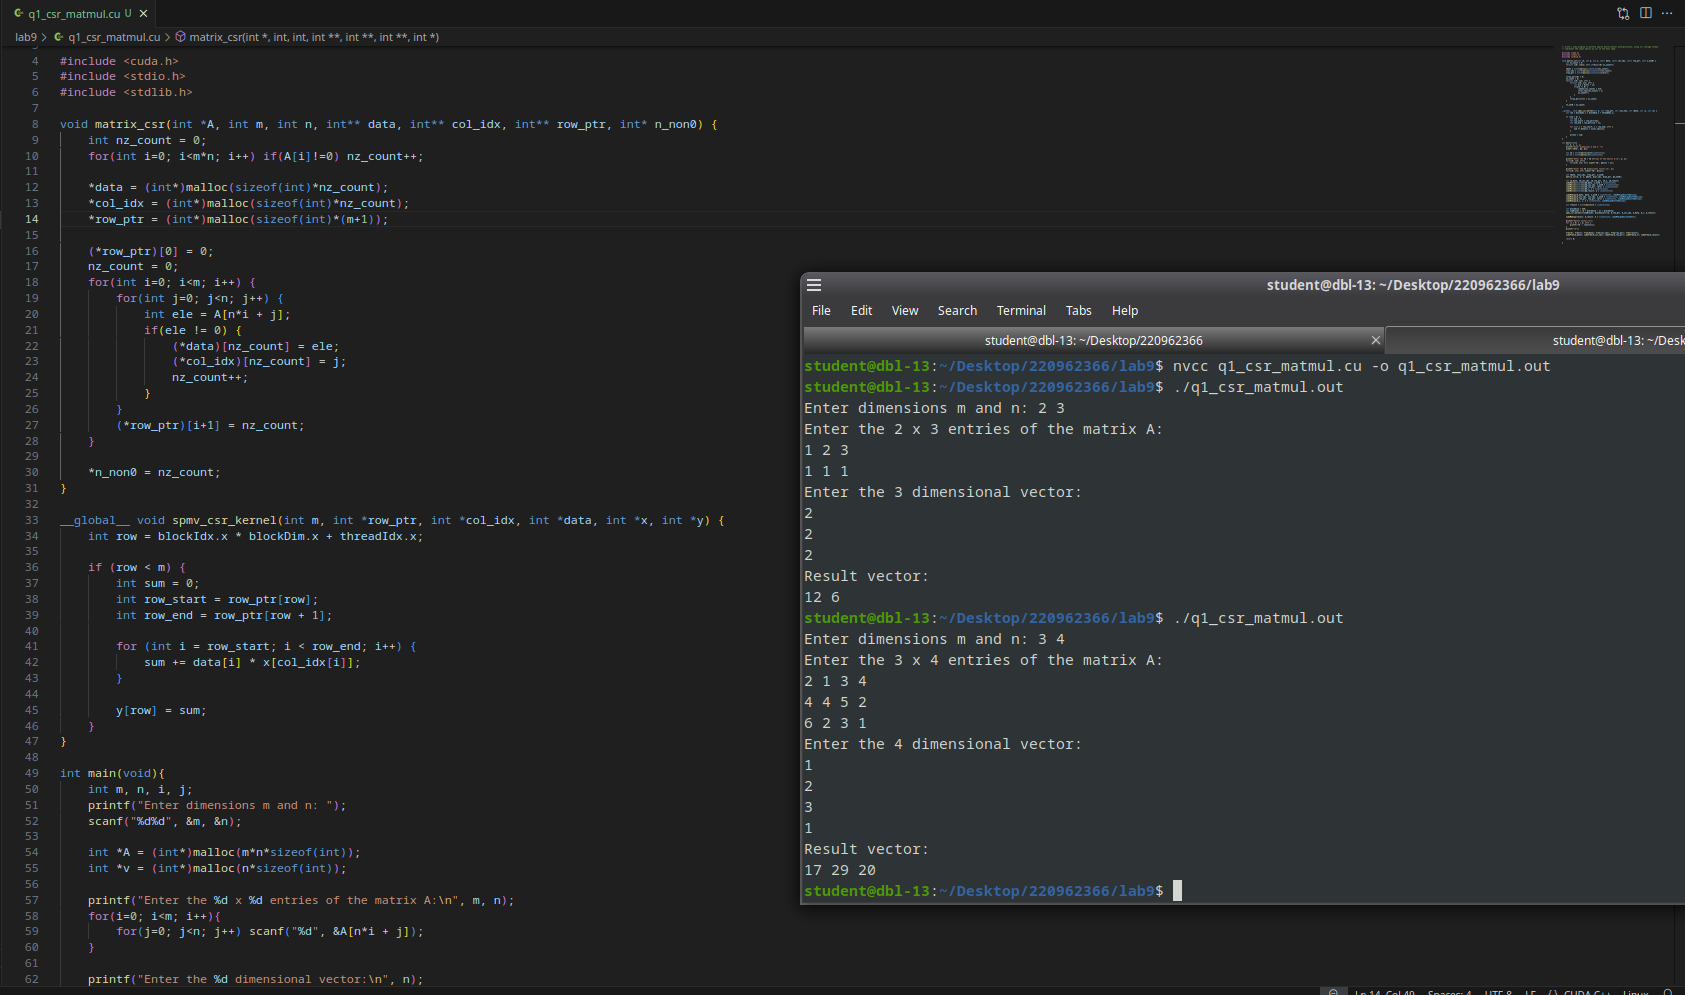 q1_csr_matmul.cu U
lab9 > q1_csr_matmul.cu > matrix_csr(int *, int, int, int **, int **, int **, int *)
4 #include <cuda.h>
5 #include <stdio.h>
6 #include <stdlib.h>
7
8 void matrix_csr(int *A, int m, int n, int** data, int** col_idx, int** row_ptr, int* n_non0) {
9 int nz_count = 0;
10 for(int i=0; i<m*n; i++) if(A[i]!=0) nz_count++;
11
12 *data = (int*)malloc(sizeof(int)*nz_count);
13 *col_idx = (int*)malloc(sizeof(int)*nz_count);
14 *row_ptr = (int*)malloc(sizeof(int)*(m+1));
15
16 (*row_ptr)[0] = 0;
17 nz_count = 0;
18 for(int i=0; i<m; i++) {
19 for(int j=0; j<n; j++) {
20 int ele = A[n*i + j];
21 if(ele != 0) {
22 (*data)[nz_count] = ele;
23 (*col_idx)[nz_count] = j;
24 nz_count++;
25 }
26 }
27 (*row_ptr)[i+1] = nz_count;
28 }
29
30 *n_non0 = nz_count;
31 }
32
33 __global__ void spmv_csr_kernel(int m, int *row_ptr, int *col_idx, int *data, int *x, int *y) {
34 int row = blockIdx.x * blockDim.x + threadIdx.x;
35
36 if (row < m) {
37 int sum = 0;
38 int row_start = row_ptr[row];
39 int row_end = row_ptr[row + 1];
40
41 for (int i = row_start; i < row_end; i++) {
42 sum += data[i] * x[col_idx[i]];
43 }
44
45 y[row] = sum;
46 }
47 }
48
49 int main(void){
50 int m, n, i, j;
51 printf("Enter dimensions m and n: ");
52 scanf("%d%d", &m, &n);
53
54 int *A = (int*)malloc(m*n*sizeof(int));
55 int *v = (int*)malloc(n*sizeof(int));
56
57 printf("Enter the %d x %d entries of the matrix A:\n", m, n);
58 for(i=0; i<m; i++){
59 for(j=0; j<n; j++) scanf("%d", &A[n*i + j]);
60 }
61
62 printf("Enter the %d dimensional vector:\n", n);
student@dbl-13: ~/Desktop/220962366/lab9
File Edit View Search Terminal Tabs Help
student@dbl-13: ~/Desktop/220962366
student@dbl-13: ~/Desk
student@dbl-13:~/Desktop/220962366/lab9$ nvcc q1_csr_matmul.cu -o q1_csr_matmul.out
student@dbl-13:~/Desktop/220962366/lab9$ ./q1_csr_matmul.out
Enter dimensions m and n: 2 3
Enter the 2 x 3 entries of the matrix A:
1 2 3
1 1 1
Enter the 3 dimensional vector:
2
2
2
Result vector:
12 6
student@dbl-13:~/Desktop/220962366/lab9$ ./q1_csr_matmul.out
Enter dimensions m and n: 3 4
Enter the 3 x 4 entries of the matrix A:
2 1 3 4
4 4 5 2
6 2 3 1
Enter the 4 dimensional vector:
1
2
3
1
Result vector:
17 29 20
student@dbl-13:~/Desktop/220962366/lab9$
Ln 14, Col 49 Spaces: 4 UTF-8 LF {} CUDA C++ Linux